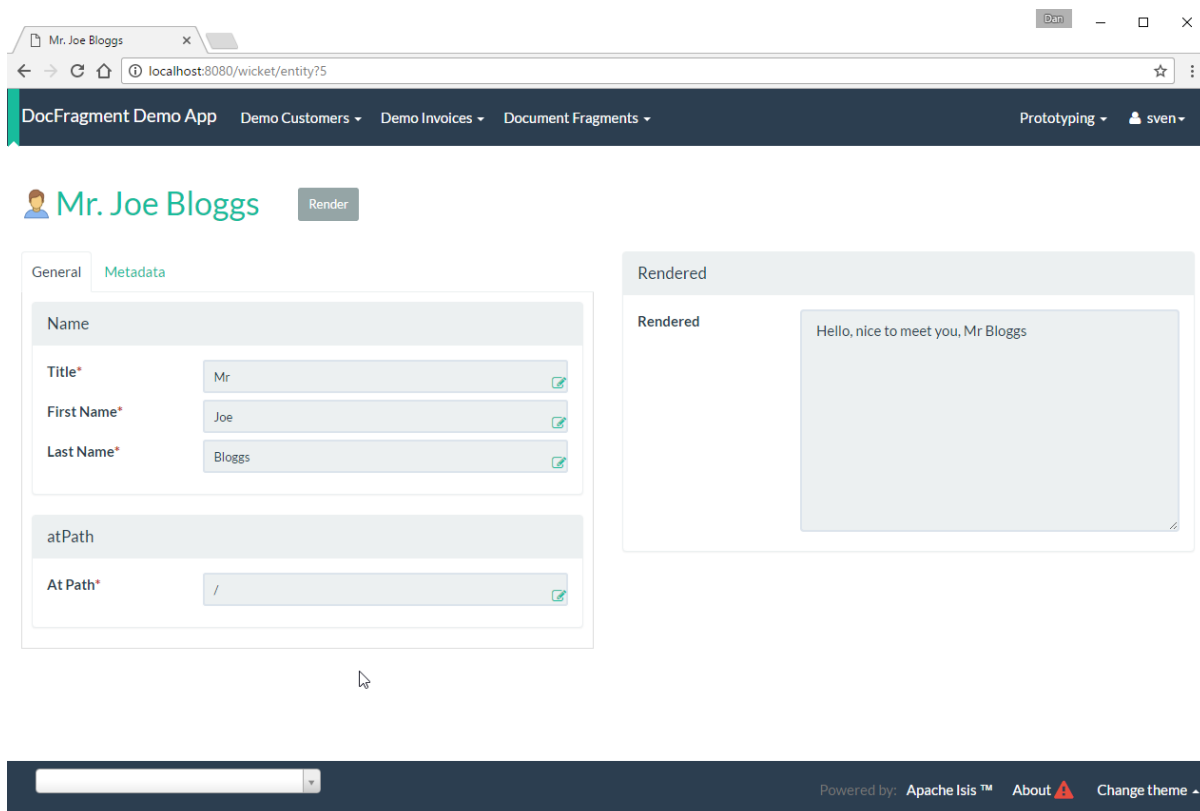 Dan
Mr. Joe Bloggs
localhost:8080/wicket/entity?5
DocFragment Demo App Demo Customers Demo Invoices Document Fragments Prototyping sven
Mr. Joe Bloggs Render
General Metadata
Name
Title* Mr
First Name* Joe
Last Name* Bloggs
atPath
At Path* /
Rendered
Rendered Hello, nice to meet you, Mr Bloggs
Powered by: Apache Isis ™ About Change theme